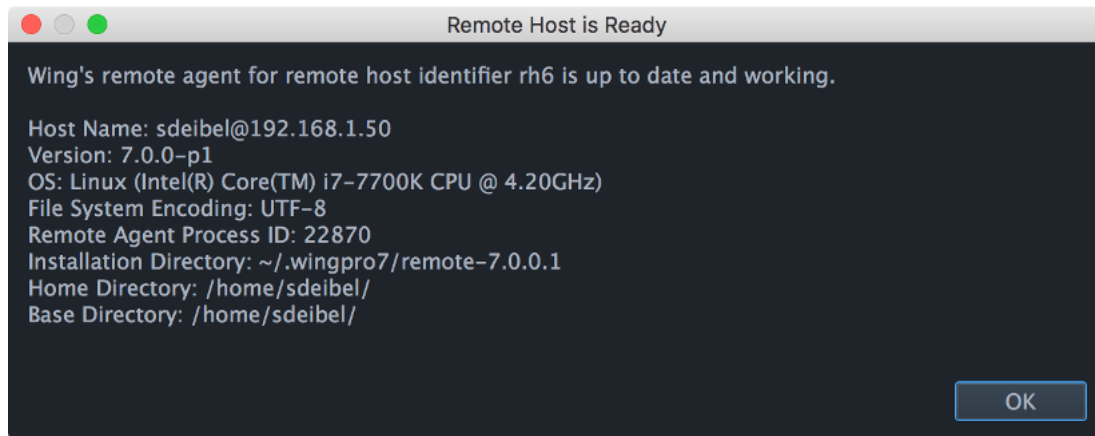 Remote Host is Ready
Wing's remote agent for remote host identifier rh6 is up to date and working.
Host Name: sdeibel@192.168.1.50
Version: 7.0.0-p1
OS: Linux (Intel(R) Core(TM) i7-7700K CPU @ 4.20GHz)
File System Encoding: UTF-8
Remote Agent Process ID: 22870
Installation Directory: ~/.wingpro7/remote-7.0.0.1
Home Directory: /home/sdeibel/
Base Directory: /home/sdeibel/
OK